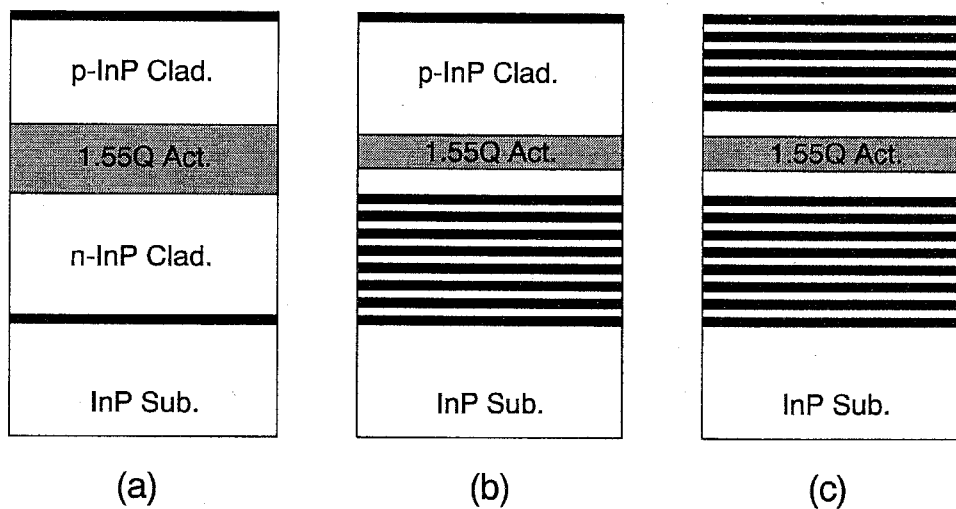 p-InP Clad.
1.55Q Act.
n-InP Clad.
InP Sub.
(a)
p-InP Clad.
1.55Q Act.
InP Sub.
(b)
1.55Q Act.
InP Sub.
(c)